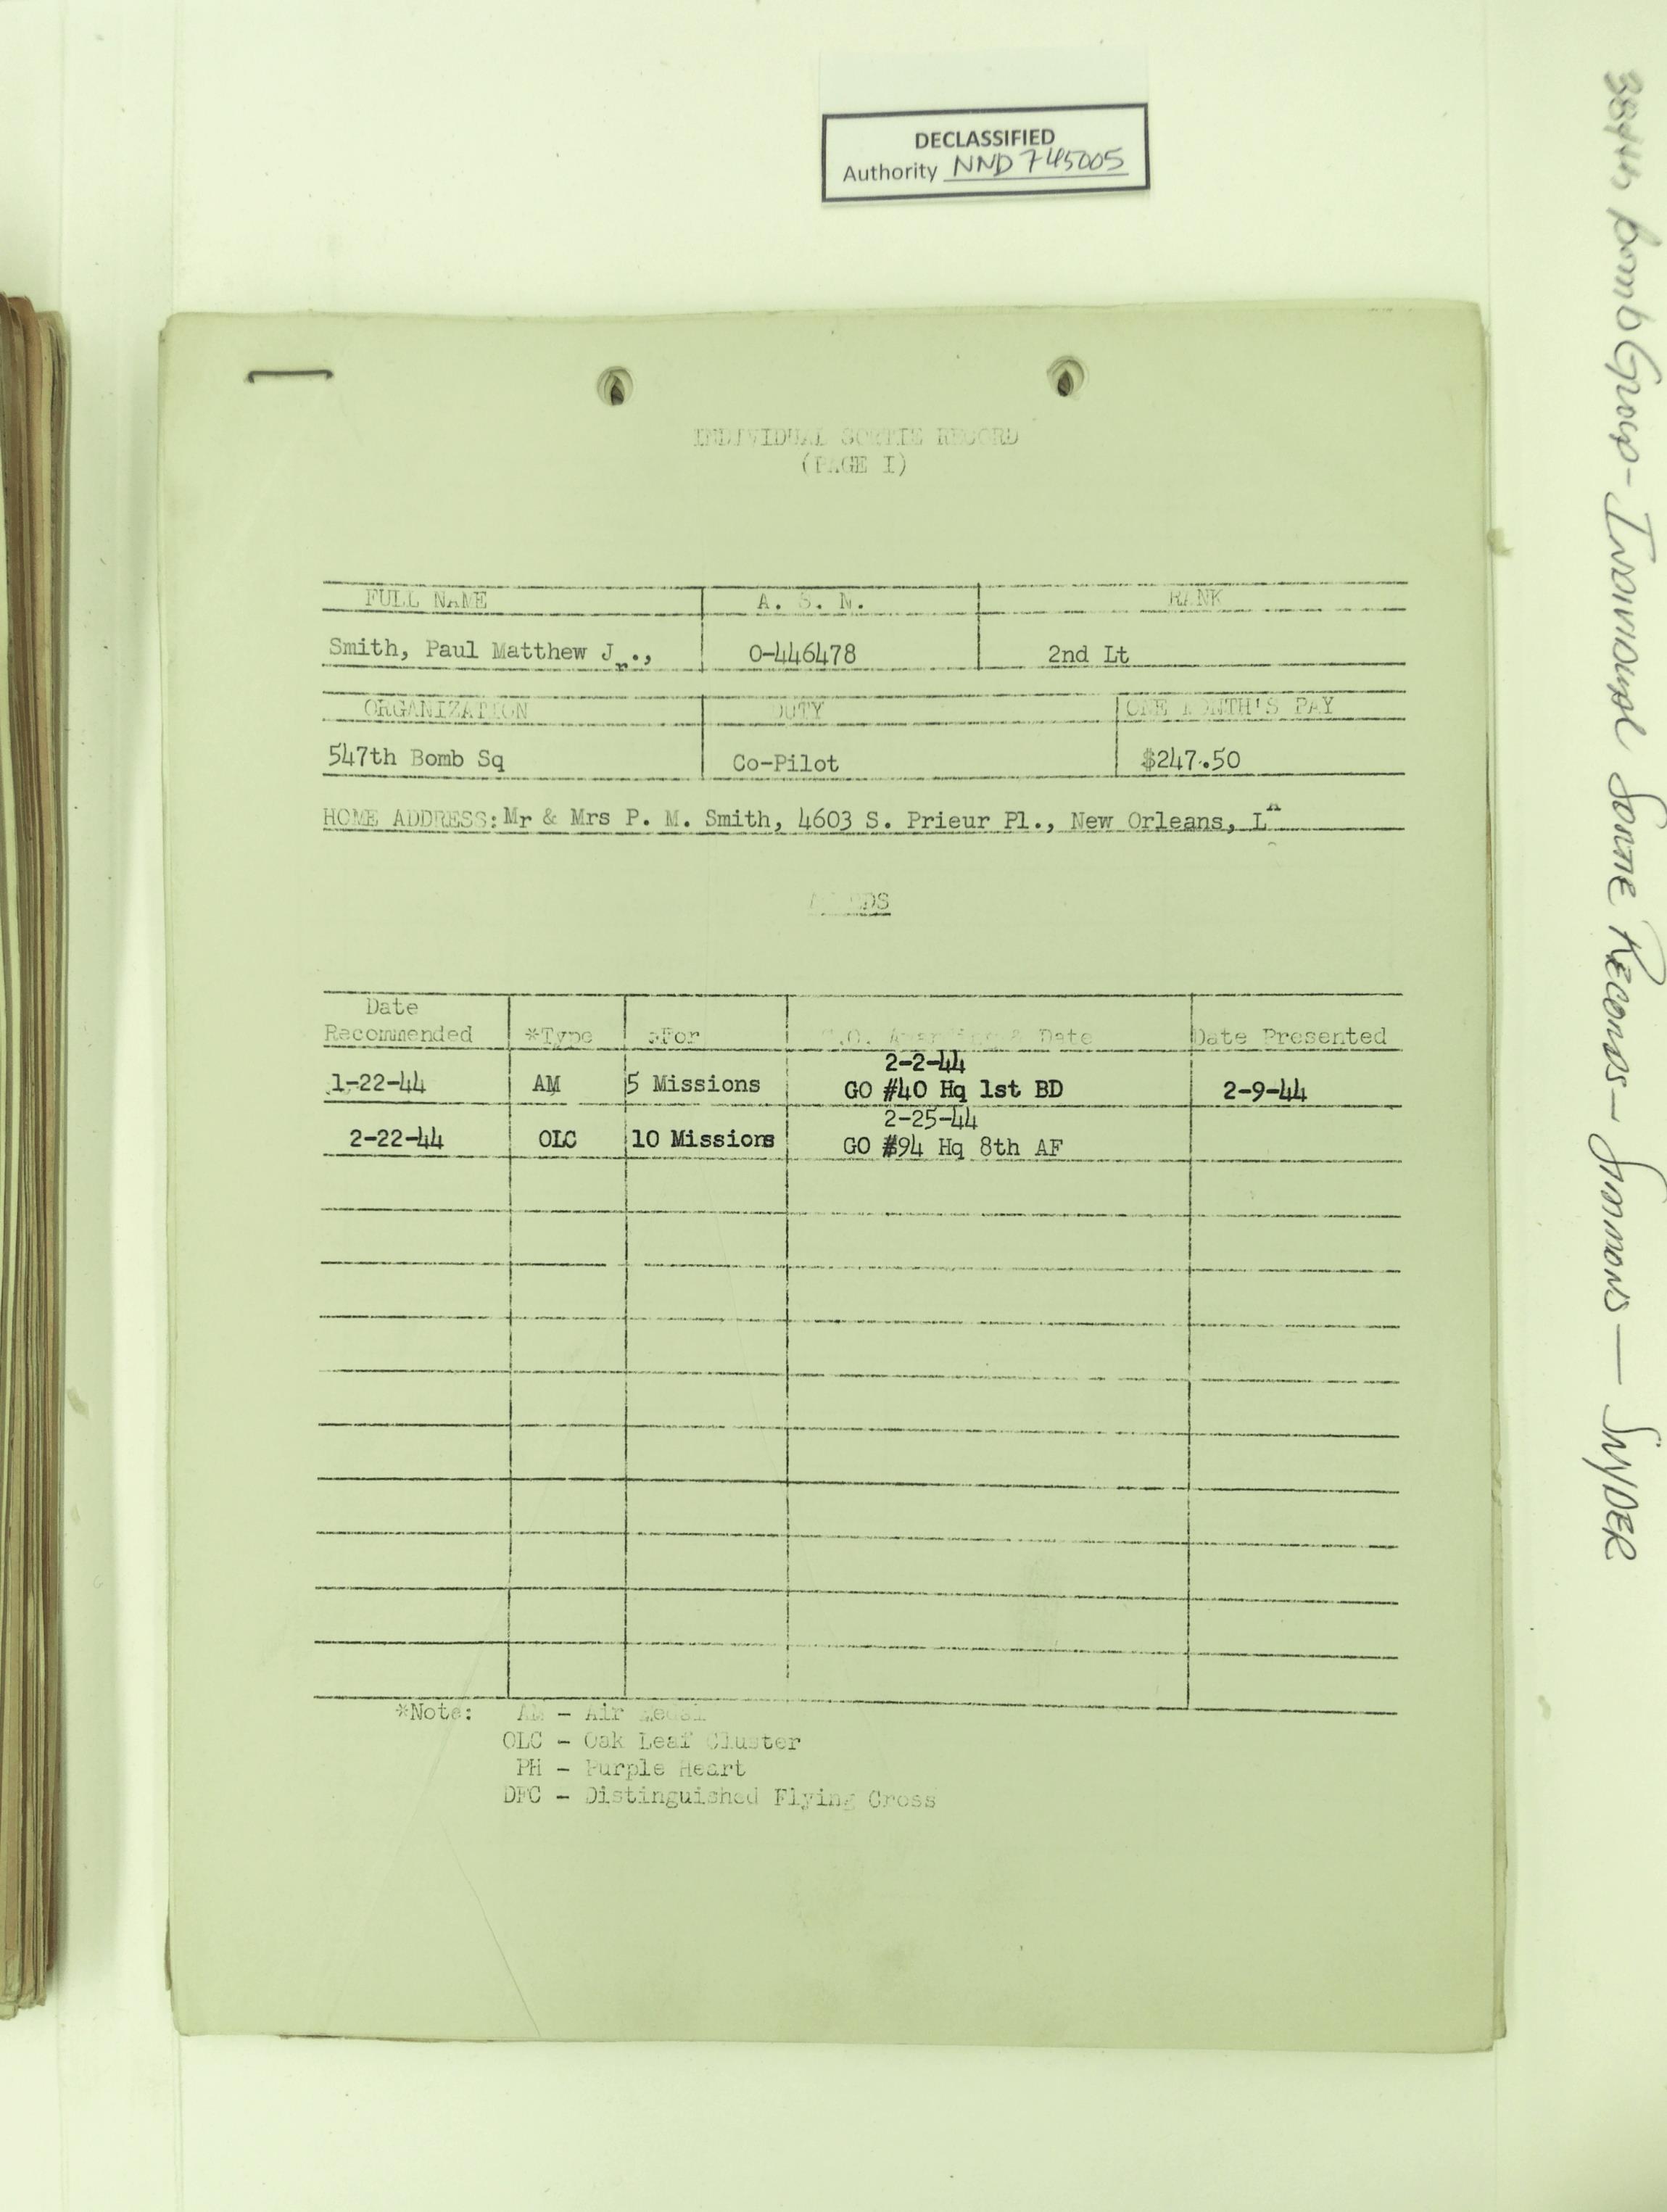 DECLASSIFIED
Authority NND 745005
INDIVIDUAL SORTIE RECORD
(PAGE I)
FULL NAME A. S. N. RANK
Smith, Paul Matthew Jr., 0-446478 2nd Lt
ORGANIZATION DUTY ONE MONTH'S PAY
547th Bomb Sq Co-Pilot $247.50
HOME ADDRESS: Mr & Mrs P. M. Smith, 4603 S. Prieur Pl., New Orleans, LA
AWARDS
Date
Recommended *Type *For G.O. Awarding & Date Date Presented
2-2-44
1-22-44 AM 5 Missions GO #40 Hq 1st BD 2-9-44
2-25-44
2-22-44 OLC 10 Missions GO #94 Hq 8th AF
*Note: AM - Air Medal
OLC - Oak Leaf Cluster
PH - Purple Heart
DFC - Distinguished Flying Cross
384th Bomb Group - Individual Sortie Records - Simmons - Snyder